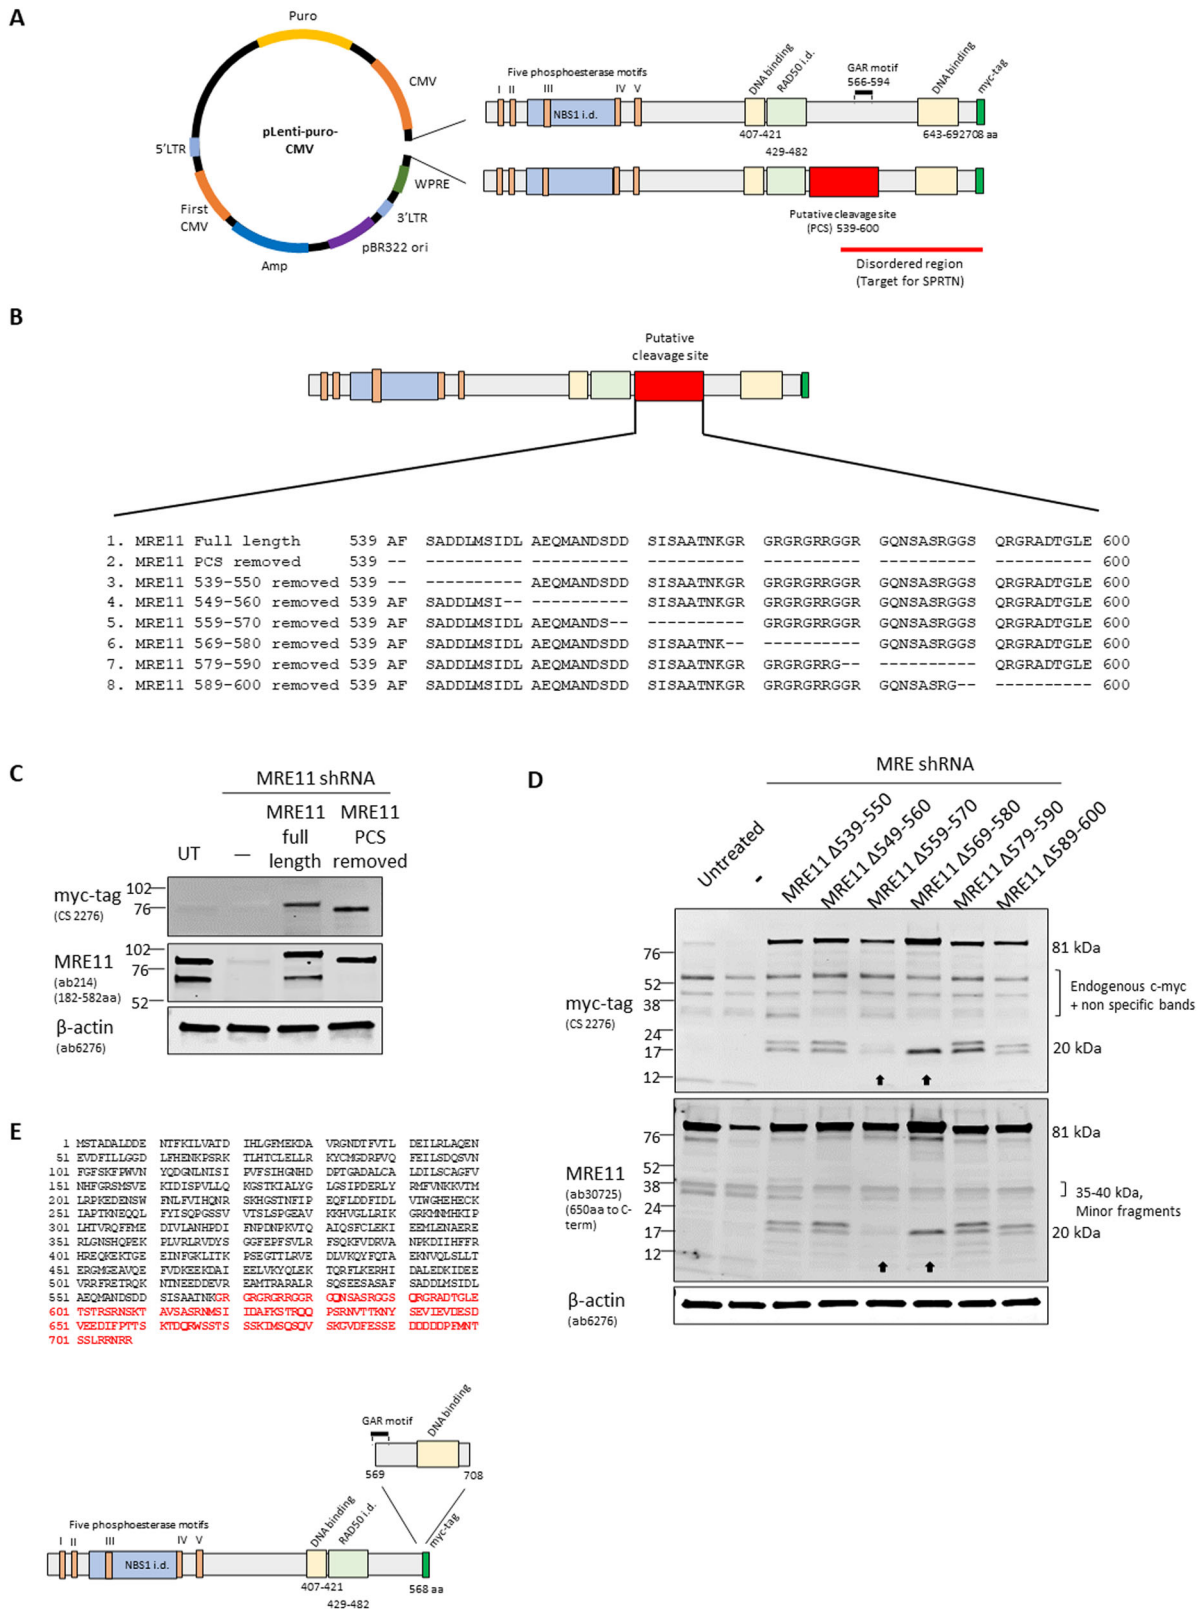 A
Puro
CMV
pLenti-puro-
CMV
5'LTR
First
CMV
Amp
pBR322 ori
3'LTR
WPRE
Five phosphoesterase motifs
I II III IV V
NBS1 i.d.
DNA binding
RAD50 i.d.
GAR motif
566-594
DNA binding
myc-tag
407-421
429-482
643-692 708 aa
Putative cleavage site
(PCS) 539-600
Disordered region
(Target for SPRTN)
B
Putative
cleavage site
1. MRE11 Full length 539 AF SADDLMSIDL AEQMANDSDD SISAATNKGR GRGRGRRGGR GQNSASRGGS QRGRADTGLE 600
2. MRE11 PCS removed 539 -- ---------- ---------- ---------- ---------- ---------- ---------- 600
3. MRE11 539-550 removed 539 -- ---------- AEQMANDSDD SISAATNKGR GRGRGRRGGR GQNSASRGGS QRGRADTGLE 600
4. MRE11 549-560 removed 539 AF SADDLMSI-- ---------- SISAATNKGR GRGRGRRGGR GQNSASRGGS QRGRADTGLE 600
5. MRE11 559-570 removed 539 AF SADDLMSIDL AEQMANDS-- ---------- GRGRGRRGGR GQNSASRGGS QRGRADTGLE 600
6. MRE11 569-580 removed 539 AF SADDLMSIDL AEQMANDSDD SISAATNK-- ---------- GQNSASRGGS QRGRADTGLE 600
7. MRE11 579-590 removed 539 AF SADDLMSIDL AEQMANDSDD SISAATNKGR GRGRGRRG-- ---------- QRGRADTGLE 600
8. MRE11 589-600 removed 539 AF SADDLMSIDL AEQMANDSDD SISAATNKGR GRGRGRRGGR GQNSASRG-- ---------- 600
C
MRE11 shRNA
UT
—
MRE11
full
length
MRE11
PCS
removed
myc-tag
(CS 2276)
102
76
MRE11
(ab214)
(182-582aa)
102
76
52
β-actin
(ab6276)
D
MRE shRNA
Untreated
-
MRE11 Δ539-550
MRE11 Δ549-560
MRE11 Δ559-570
MRE11 Δ569-580
MRE11 Δ579-590
MRE11 Δ589-600
myc-tag
(CS 2276)
76
52
38
24
17
12
81 kDa
Endogenous c-myc
+ non specific bands
20 kDa
MRE11
(ab30725)
(650aa to C-
term)
76
52
38
24
17
12
81 kDa
35-40 kDa,
Minor fragments
20 kDa
β-actin
(ab6276)
E
1 MSTADALDDE NTFKILVATD IHLGFMEKDA VRGNDTFVTL DEILRLAQEN
51 EVDFILLGGD LFHENKPSRK TLHTCLELLR KYCMGDRPVQ FEILSDQSVN
101 FGFSKFPWVN YQDGNLNISI PVFSIHGNHD DPTGADALCA LDILSCAGFV
151 NHFGRSMSVE KIDISPVLLQ KGSTKIALYG LGSIPDERLY RMFVNKKVTM
201 LRPKEDENSW FNLFVIHQNR SKHGSTNFIP EQFLDDFIDL VIWGHEHECK
251 IAPTKNEQQL FYISQPGSSV VTSLSPGEAV KKHVGLLRIK GRKMNMHKIP
301 LHTVRQFFME DIVLANHPDI FNPDNPKVTQ AIQSFCLEKI EEMLENAERE
351 RLGNSHQPEK PLVRLRVDYS GGFEPFSVLR FSQKFVDRVA NPKDIIHFFR
401 HREQKEKTGE EINFGKLITK PSEGTTLRVE DLVKQYFQTA EKNVQLSLLT
451 ERGMGEAVQE FVDKEEKDAI EELVKYQLEK TQRFLKERHI DALEDKIDEE
501 VRRFRETRQK NTNEEDDEVR EAMTRARALR SQSEESASAF SADDLMSIDL
551 AEQMANDSDD SISAATNKGR GRGRGRRGGR GQNSASRGGS QRGRADTGLE
601 TSTRSRNSKT AVSASRNMSI IDAFKSTRQQ PSRNVTTKNY SEVIEVDESD
651 VEEDIFPTTS KTDQRWSSTS SSKIMSQSQV SKGVDFESSE DDDDDPFMNT
701 SSLRRNRR
GAR motif
DNA binding
569
708
Five phosphoesterase motifs
I II III IV V
NBS1 i.d.
DNA binding
RAD50 i.d.
myc-tag
407-421
429-482
568 aa